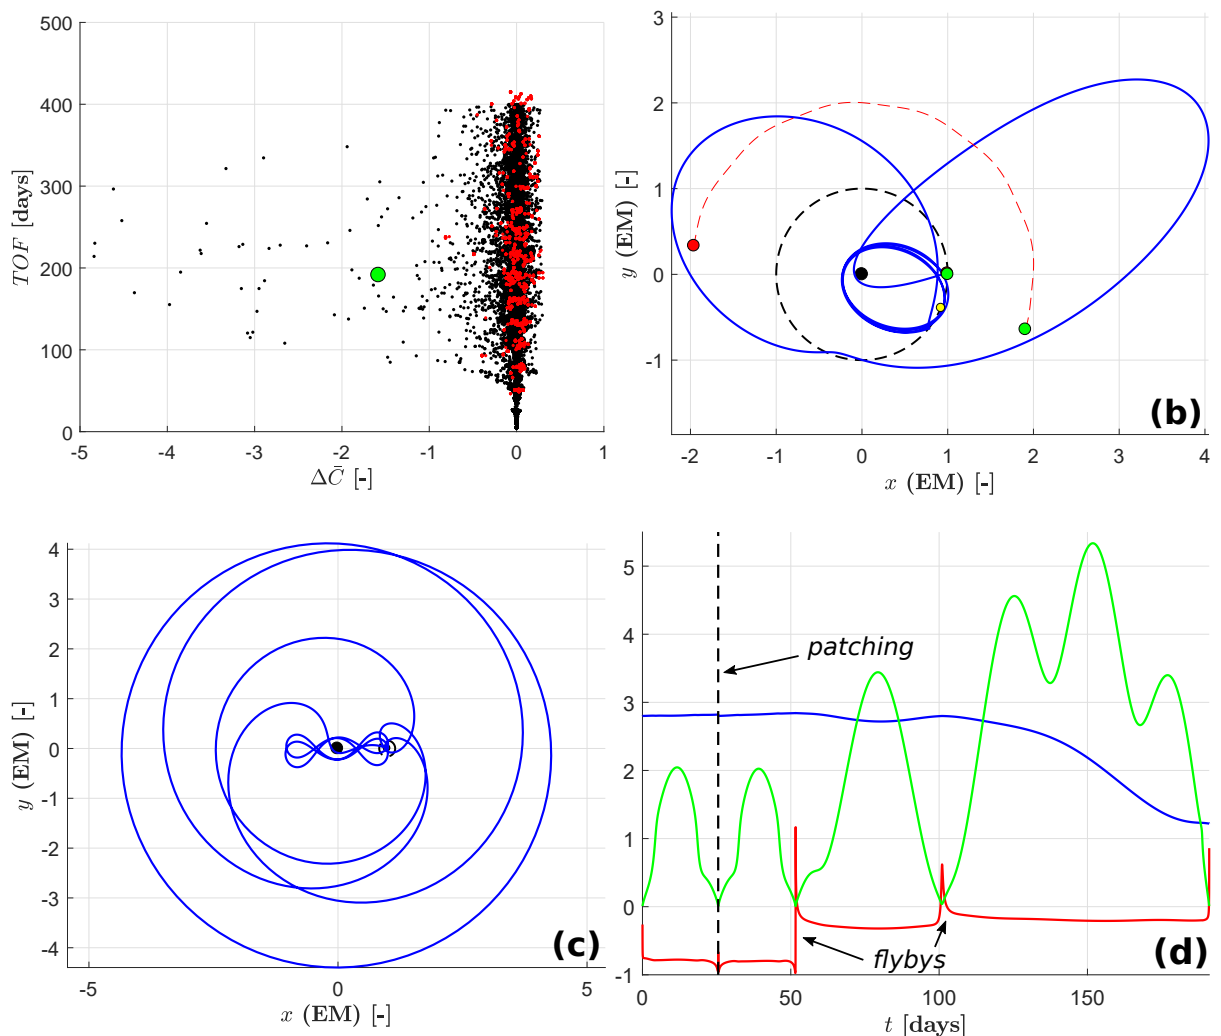 500
400
300
200
100
0
TOF [days]
-5 -4 -3 -2 -1 0 1
ΔC̄ [-]
3
2
1
0
-1
y (EM) [-]
(b)
-2 -1 0 1 2 3 4
x (EM) [-]
4
3
2
1
0
-1
-2
-3
-4
y (EM) [-]
(c)
-5 0 5
x (EM) [-]
5
4
3
2
1
0
-1
patching
flybys
(d)
0 50 100 150
t [days]